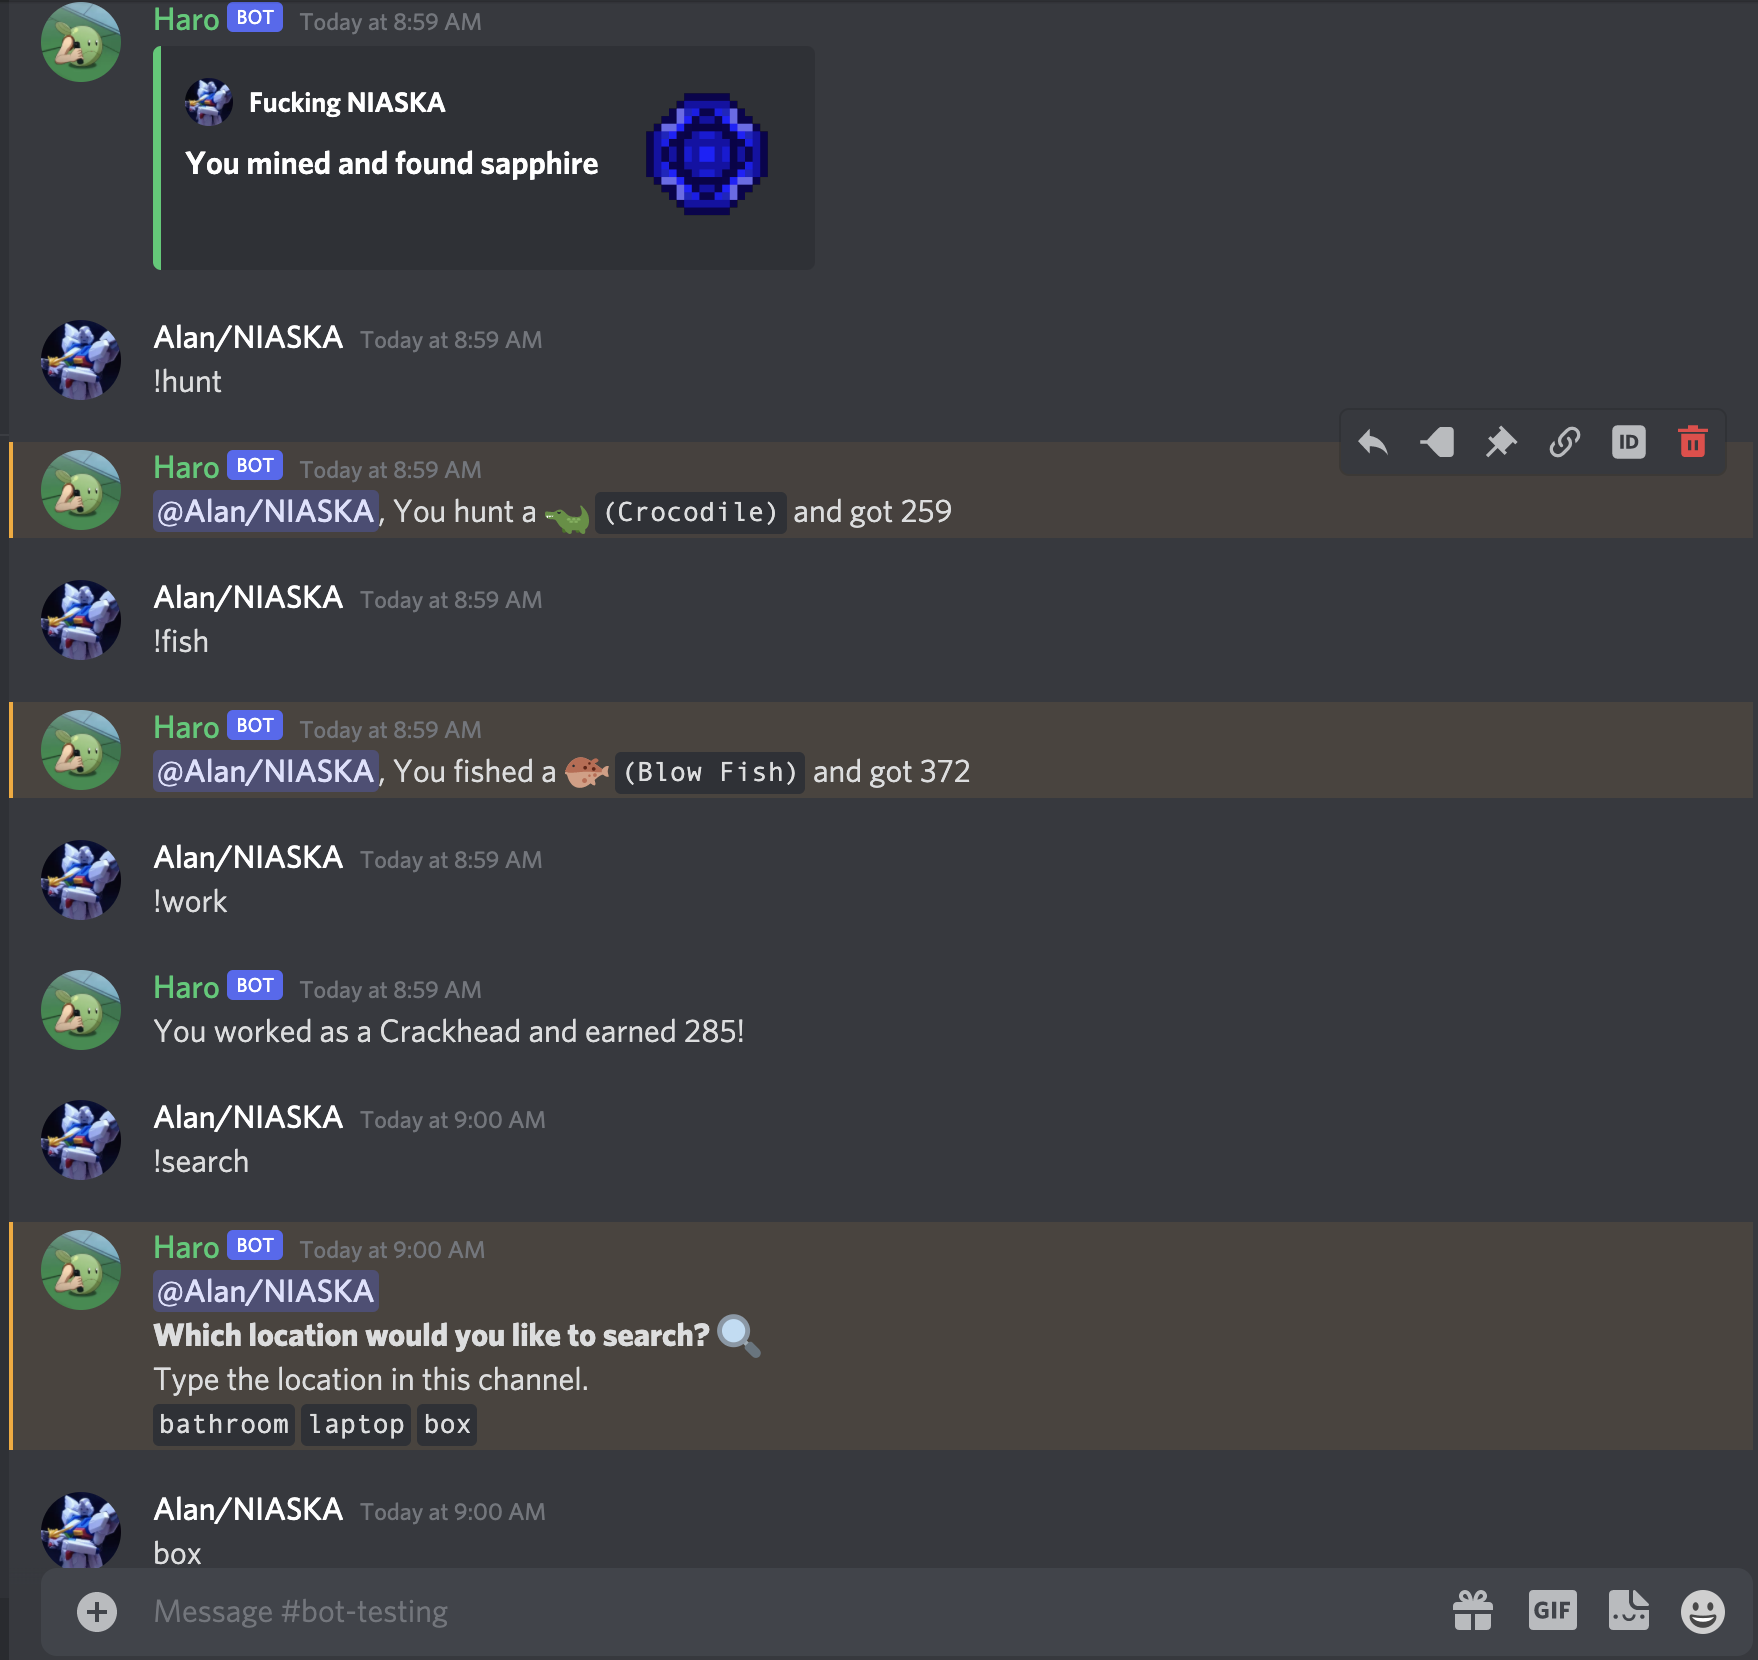 Haro BOT Today at 8:59 AM
Fucking NIASKA
You mined and found sapphire
Alan/NIASKA Today at 8:59 AM
!hunt
ID
Haro BOT Today at 8:59 AM
@Alan/NIASKA, You hunt a (Crocodile) and got 259
Alan/NIASKA Today at 8:59 AM
!fish
Haro BOT Today at 8:59 AM
@Alan/NIASKA, You fished a (Blow Fish) and got 372
Alan/NIASKA Today at 8:59 AM
!work
Haro BOT Today at 8:59 AM
You worked as a Crackhead and earned 285!
Alan/NIASKA Today at 9:00 AM
!search
Haro BOT Today at 9:00 AM
@Alan/NIASKA
Which location would you like to search?
Type the location in this channel.
bathroom laptop box
Alan/NIASKA Today at 9:00 AM
box
Message #bot-testing GIF